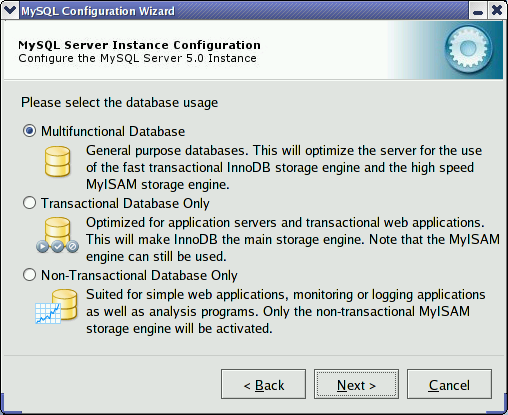 MySQL Configuration Wizard
MySQL Server Instance Configuration
Configure the MySQL Server 5.0 Instance
Please select the database usage
Multifunctional Database
General purpose databases. This will optimize the server for the use
of the fast transactional InnoDB storage engine and the high speed
MyISAM storage engine.
Transactional Database Only
Optimized for application servers and transactional web applications.
This will make InnoDB the main storage engine. Note that the MyISAM
engine can still be used.
Non-Transactional Database Only
Suited for simple web applications, monitoring or logging applications
as well as analysis programs. Only the non-transactional MyISAM
storage engine will be activated.
< Back
Next >
Cancel